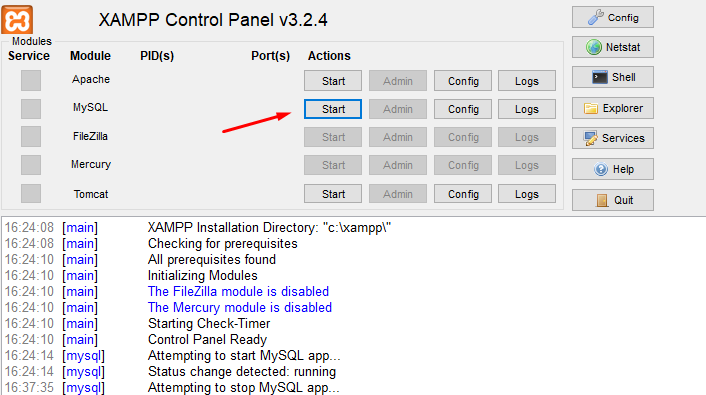 XAMPP Control Panel v3.2.4
Modules
Service Module PID(s) Port(s) Actions
Apache Start Admin Config Logs
MySQL Start Admin Config Logs
FileZilla Start Admin Config Logs
Mercury Start Admin Config Logs
Tomcat Start Admin Config Logs
Config
Netstat
Shell
Explorer
Services
Help
Quit
16:24:08 [main] XAMPP Installation Directory: "c:\xampp\"
16:24:08 [main] Checking for prerequisites
16:24:10 [main] All prerequisites found
16:24:10 [main] Initializing Modules
16:24:10 [main] The FileZilla module is disabled
16:24:10 [main] The Mercury module is disabled
16:24:10 [main] Starting Check-Timer
16:24:10 [main] Control Panel Ready
16:24:14 [mysql] Attempting to start MySQL app...
16:24:14 [mysql] Status change detected: running
16:37:35 [mysql] Attempting to stop MySQL app...